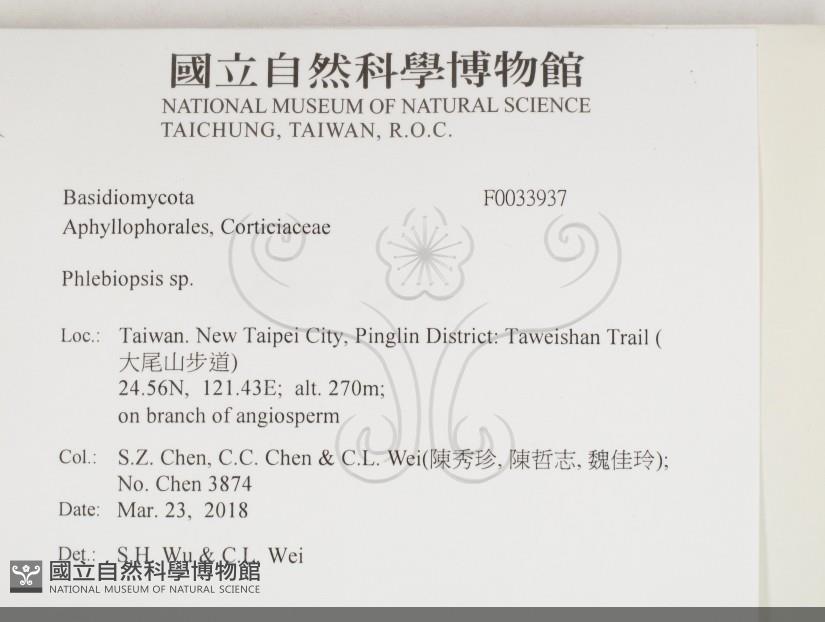 國立自然科學博物館
NATIONAL MUSEUM OF NATURAL SCIENCE
TAICHUNG, TAIWAN, R.O.C.
Basidiomycota F0033937
Aphyllophorales, Corticiaceae
Phlebiopsis sp.
Loc.: Taiwan. New Taipei City, Pinglin District: Taweishan Trail (
大尾山步道)
24.56N, 121.43E; alt. 270m;
on branch of angiosperm
Col.: S.Z. Chen, C.C. Chen & C.L. Wei(陳秀珍, 陳哲志, 魏佳玲);
No. Chen 3874
Date: Mar. 23, 2018
Det.: S.H. Wu & C.L. Wei
國立自然科學博物館
NATIONAL MUSEUM OF NATURAL SCIENCE